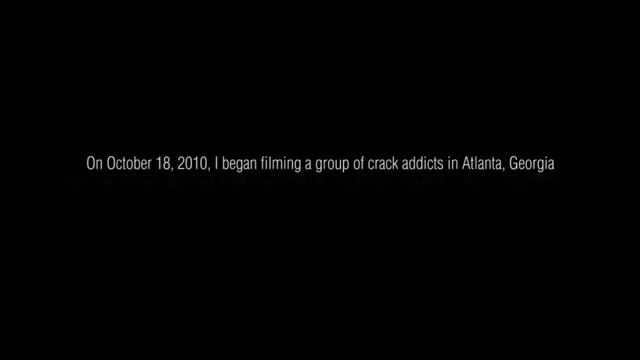 On October 18, 2010, I began filming a group of crack addicts in Atlanta, Georgia